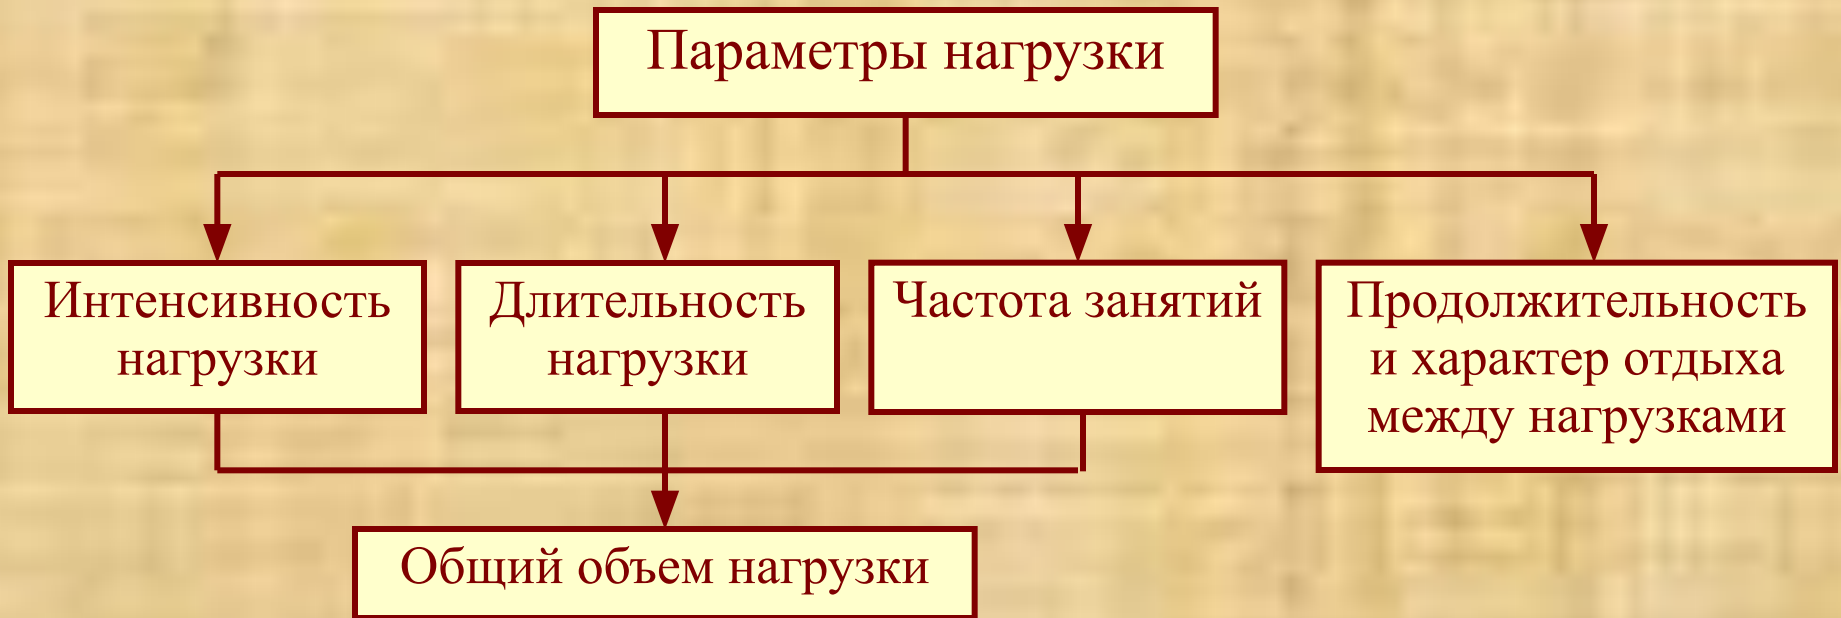 Параметры нагрузки
Интенсивность
нагрузки
Длительность
нагрузки
Частота занятий
Продолжительность
и характер отдыха
между нагрузками
Общий объем нагрузки